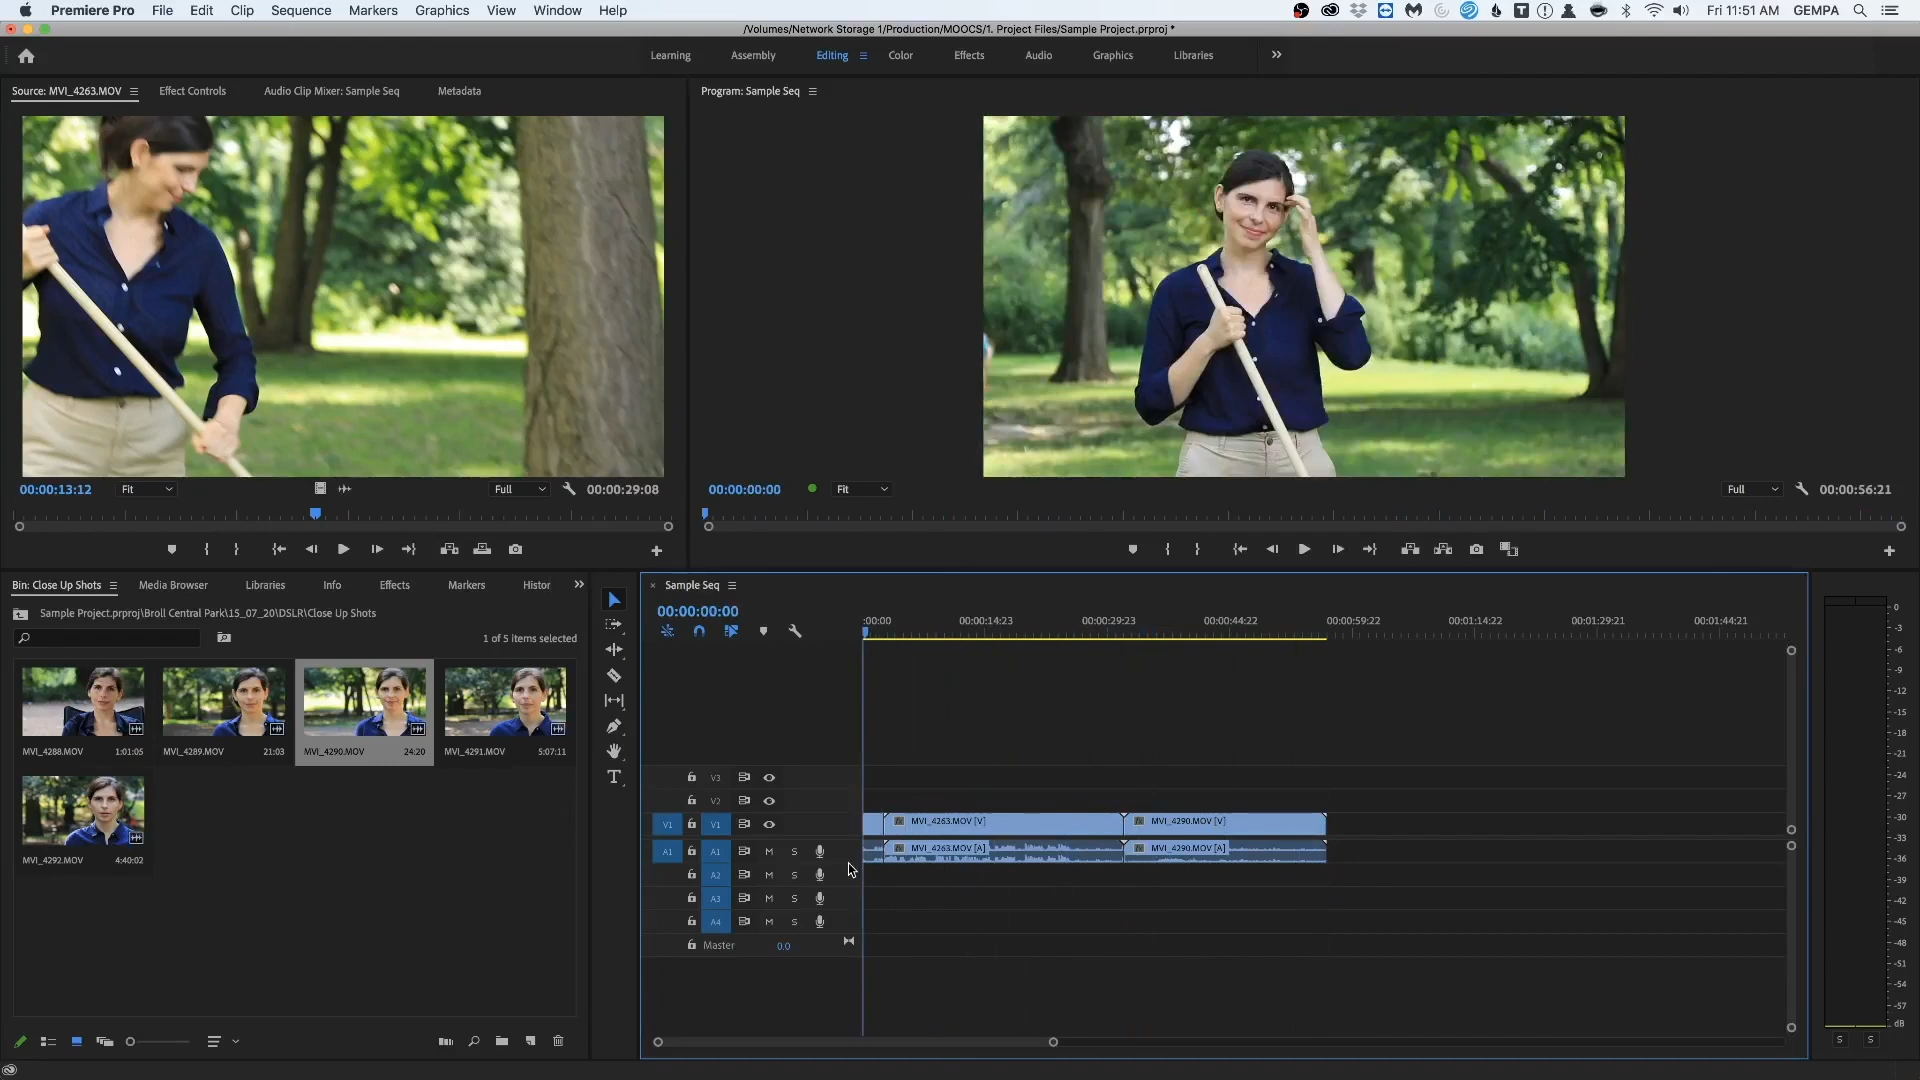 Premiere Pro File Edit Clip Sequence Markers Graphics View Window Help Fri 11:51 AM GEMPA
/Volumes/Network Storage 1/Production/MOOCS/1. Project Files/Sample Project.prproj *
Learning Assembly Editing Color Effects Audio Graphics Libraries
Source: MVI_4263.MOV Effect Controls Audio Clip Mixer: Sample Seq Metadata
Program: Sample Seq
00:00:13:12 Fit Full 00:00:29:08
00:00:00:00 Fit Full 00:00:56:21
Bin: Close Up Shots Media Browser Libraries Info Effects Markers Histor
Sample Project.prproj\Broll Central Park\15_07_20\DSLR\Close Up Shots
1 of 5 items selected
MVI_4288.MOV 1:01:05 MVI_4289.MOV 21:03 MVI_4290.MOV 24:20 MVI_4291.MOV 5:07:11
MVI_4292.MOV 4:40:02
Sample Seq
00:00:00:00
:00:00 00:00:14:23 00:00:29:23 00:00:44:22 00:00:59:22 00:01:14:22 00:01:29:21 00:01:44:21
V3
V2
V1 V1 MVI_4263.MOV [V] MVI_4290.MOV [V]
A1 A1 M S MVI_4263.MOV [A] MVI_4290.MOV [A]
A2 M S
A3 M S
A4 M S
Master 0.0
0
-3
-6
-9
-12
-15
-18
-21
-24
-27
-30
-33
-36
-39
-42
-45
-48
-51
-54
-57
dB
S S